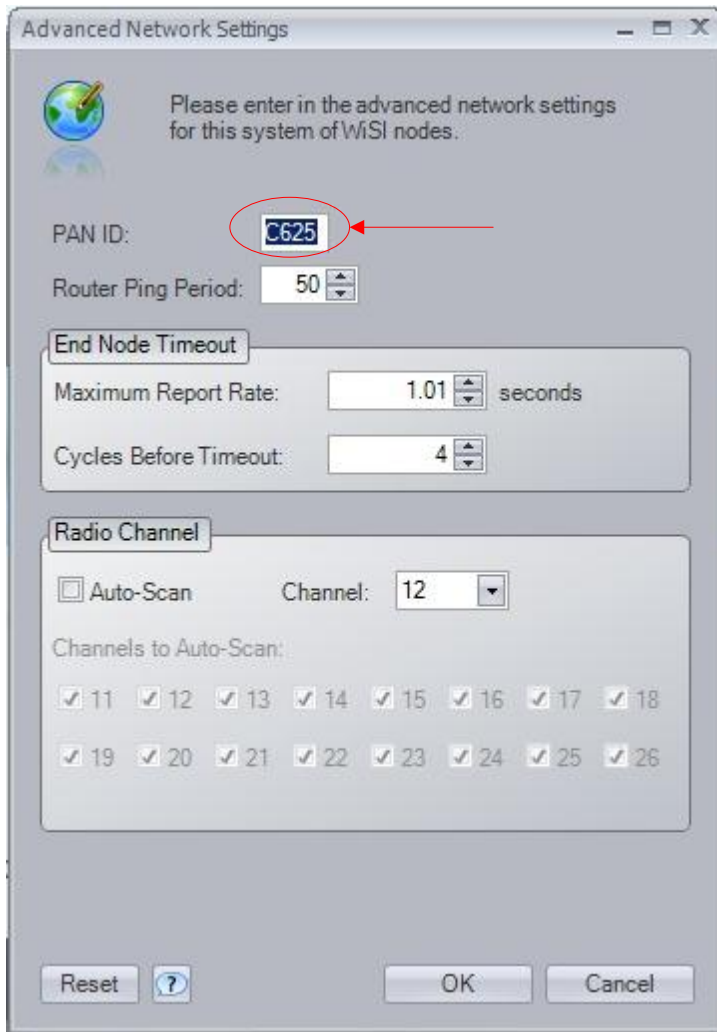 Advanced Network Settings
Please enter in the advanced network settings
for this system of WiSI nodes.
PAN ID: C625
Router Ping Period: 50
End Node Timeout
Maximum Report Rate: 1.01 seconds
Cycles Before Timeout: 4
Radio Channel
Auto-Scan Channel: 12
Channels to Auto-Scan:
11 12 13 14 15 16 17 18
19 20 21 22 23 24 25 26
Reset ? OK Cancel